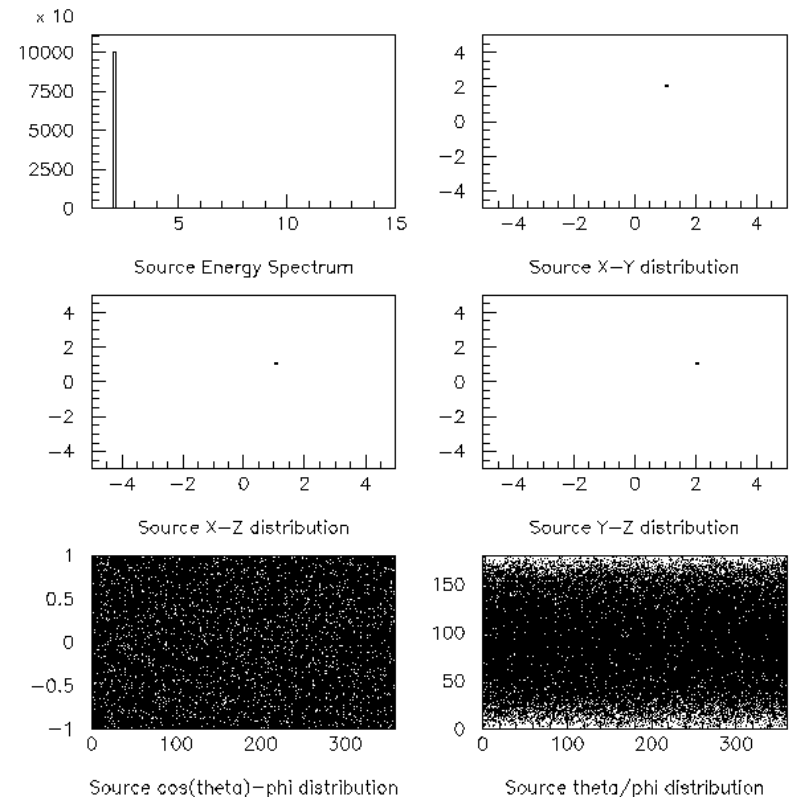 x 10
10000
7500
5000
2500
0
5 10 15
Source Energy Spectrum
4
2
0
−2
−4
−4 −2 0 2 4
Source X−Y distribution
4
2
0
−2
−4
−4 −2 0 2 4
Source X−Z distribution
4
2
0
−2
−4
−4 −2 0 2 4
Source Y−Z distribution
1
0.5
0
−0.5
−1
0 100 200 300
Source cos(theta)−phi distribution
150
100
50
0
0 100 200 300
Source theta/phi distribution